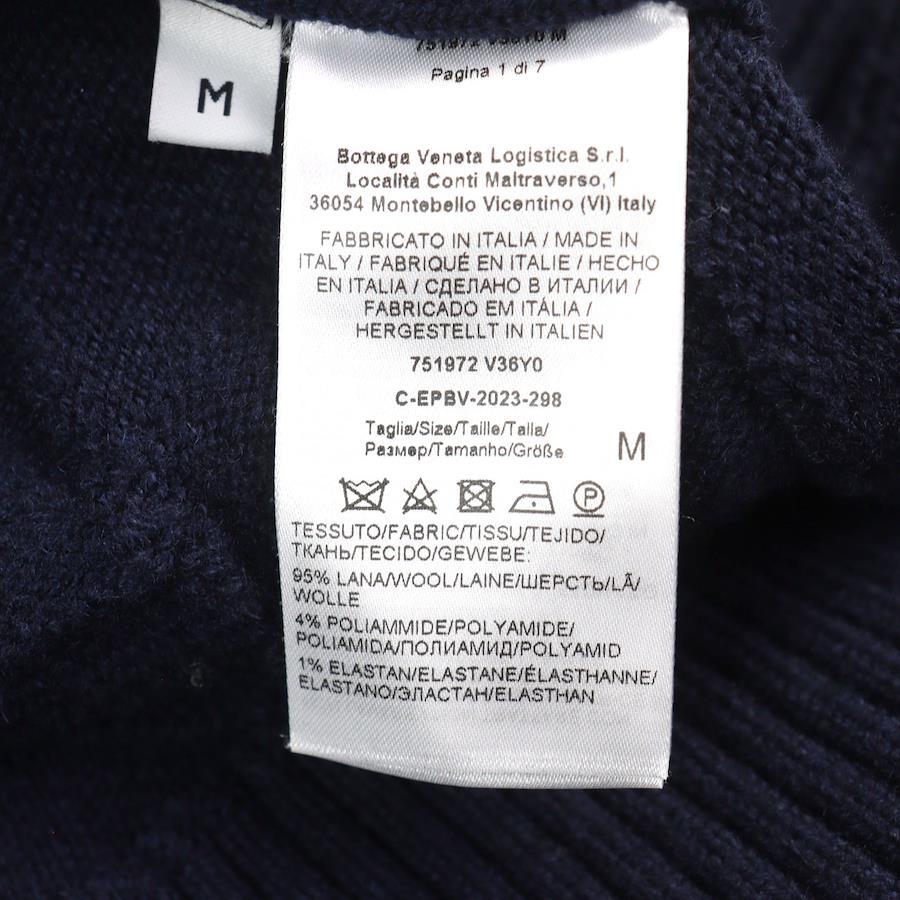 M
751972 V36Y0 M
Pagina 1 di 7
Bottega Veneta Logistica S.r.l.
Località Conti Maltraverso,1
36054 Montebello Vicentino (VI) Italy
FABBRICATO IN ITALIA / MADE IN
ITALY / FABRIQUÉ EN ITALIE / HECHO
EN ITALIA / СДЕЛАНО В ИТАЛИИ /
FABRICADO EM ITÁLIA /
HERGESTELLT IN ITALIEN
751972 V36Y0
C-EPBV-2023-298
Taglia/Size/Taille/Talla/
Размер/Tamanho/Größe M
P
TESSUTO/FABRIC/TISSU/TEJIDO/
ТКАНЬ/TECIDO/GEWEBE:
95% LANA/WOOL/LAINE/ШЕРСТЬ/LÃ/
WOLLE
4% POLIAMMIDE/POLYAMIDE/
POLIAMIDA/ПОЛИАМИД/POLYAMID
1% ELASTAN/ELASTANE/ÉLASTHANNE/
ELASTANO/ЭЛАСТАН/ELASTHAN